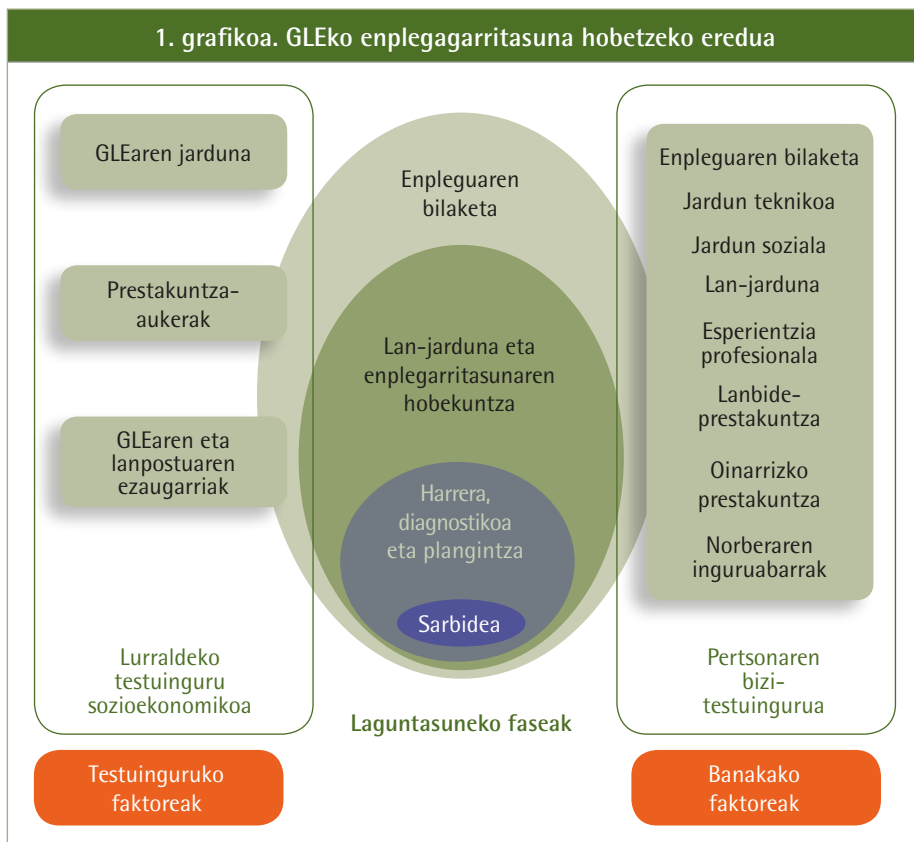 1. grafikoa. GLEko enplegagarritasuna hobetzeko eredua
GLEaren jarduna
Prestakuntza-
aukerak
GLEaren eta
lanpostuaren
ezaugarriak
Lurraldeko
testuinguru
sozioekonomikoa
Testuinguruko
faktoreak
Enpleguaren
bilaketa
Lan-jarduna eta
enplegarritasunaren
hobekuntza
Harrera,
diagnostikoa
eta plangintza
Sarbidea
Laguntasuneko faseak
Enpleguaren bilaketa
Jardun teknikoa
Jardun soziala
Lan-jarduna
Esperientzia
profesionala
Lanbide-
prestakuntza
Oinarrizko
prestakuntza
Norberaren
inguruabarrak
Pertsonaren
bizi-
testuingurua
Banakako
faktoreak